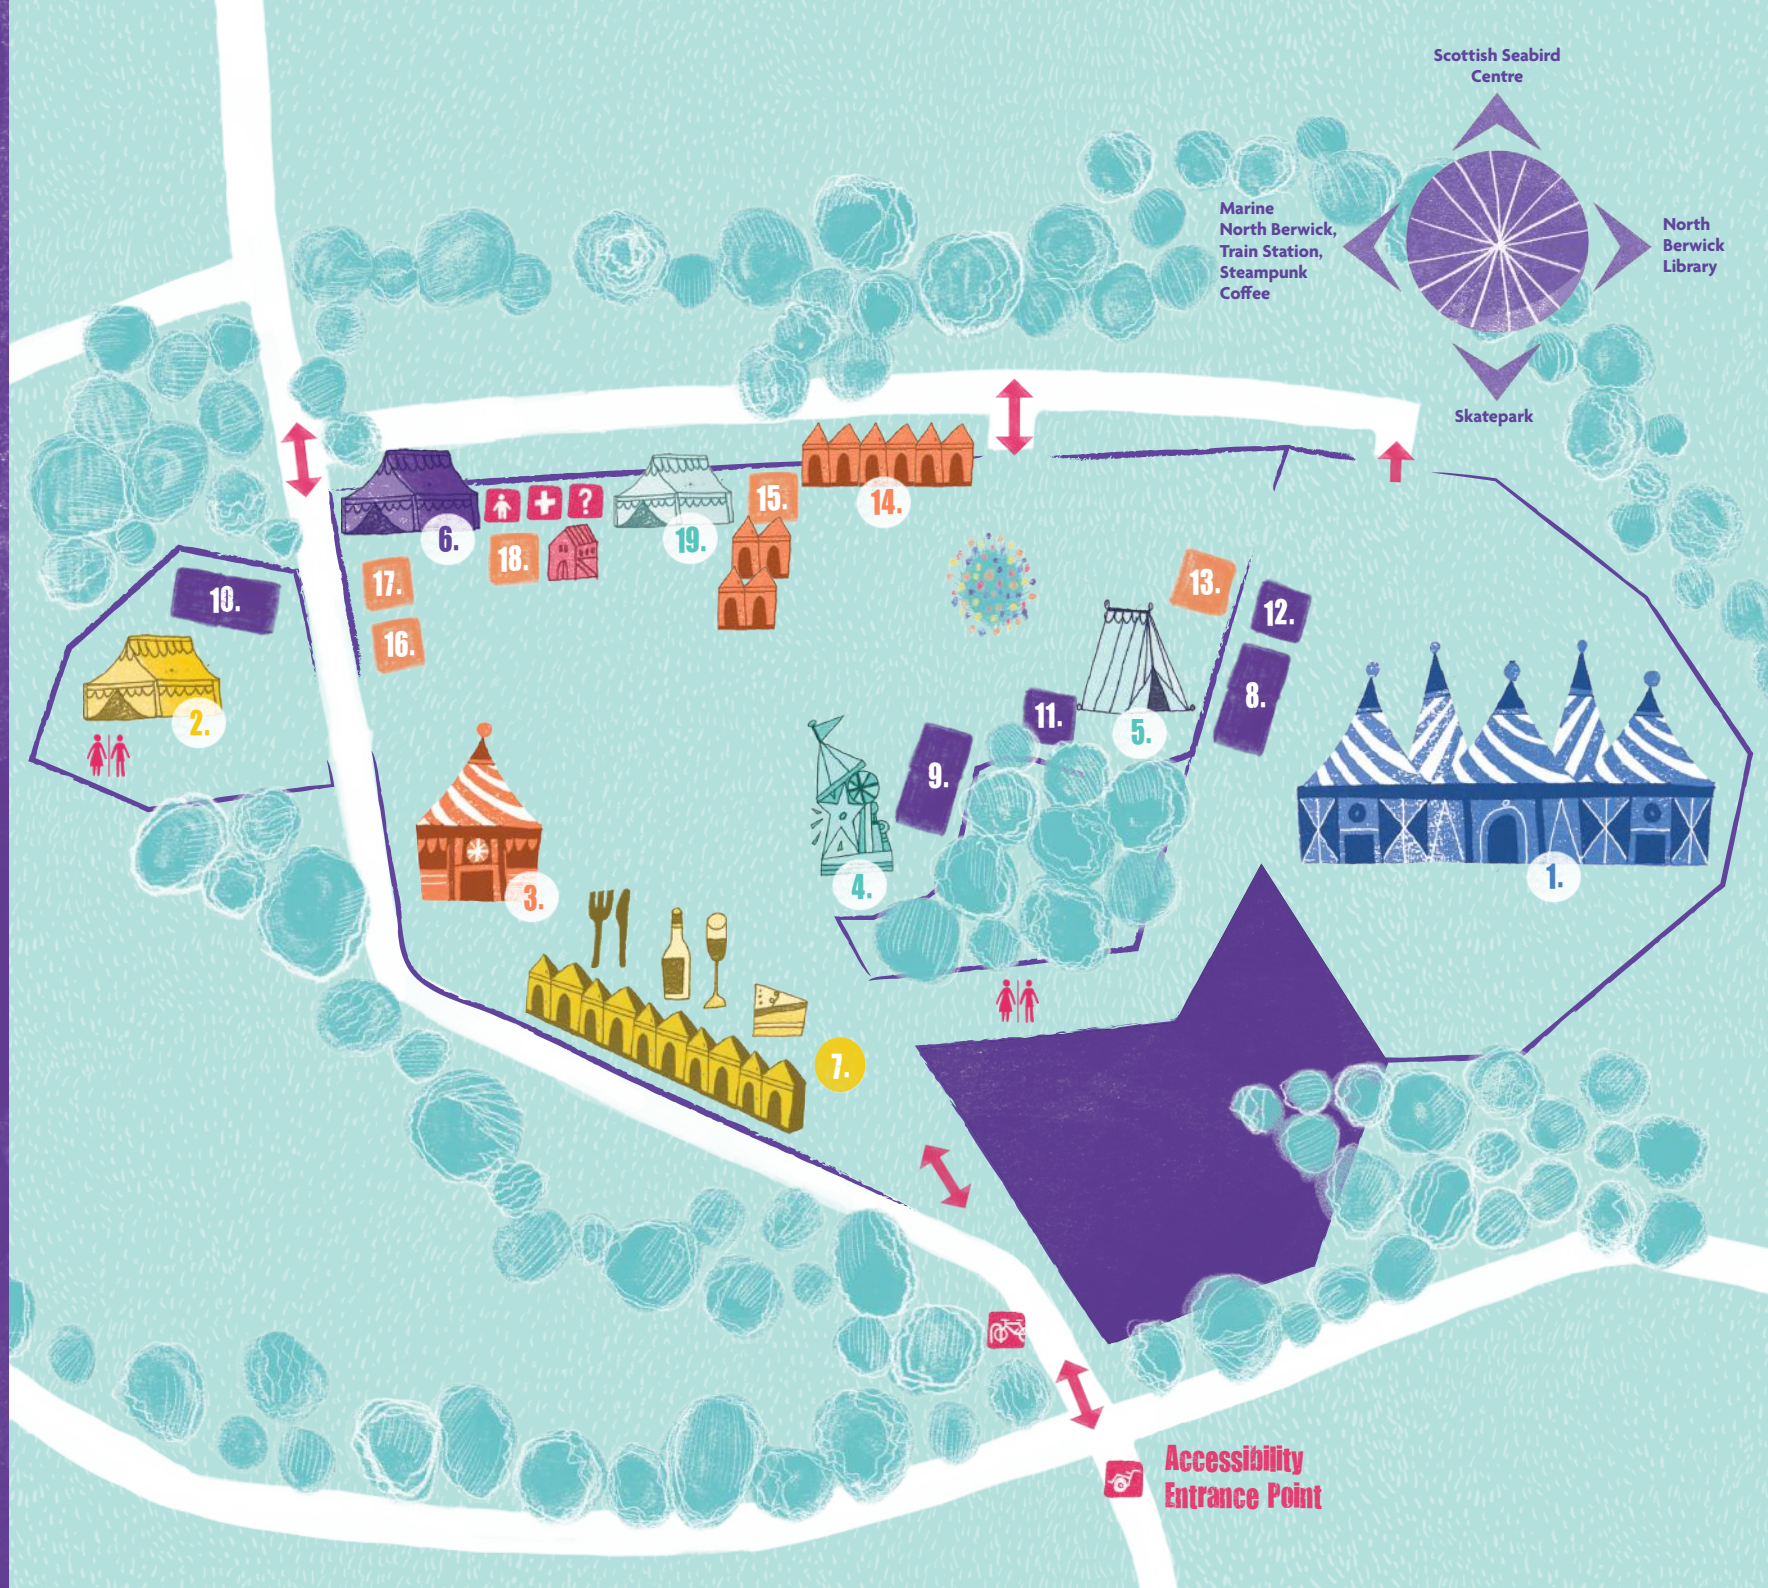 Scottish Seabird
Centre
Marine
North Berwick,
Train Station,
Steampunk
Coffee
North
Berwick
Library
Skatepark
15.
14.
6.
?
19.
18.
17.
10.
13.
12.
16.
2.
8.
11.
5.
9.
3.
4.
1.
7.
Accessibility
Entrance Point